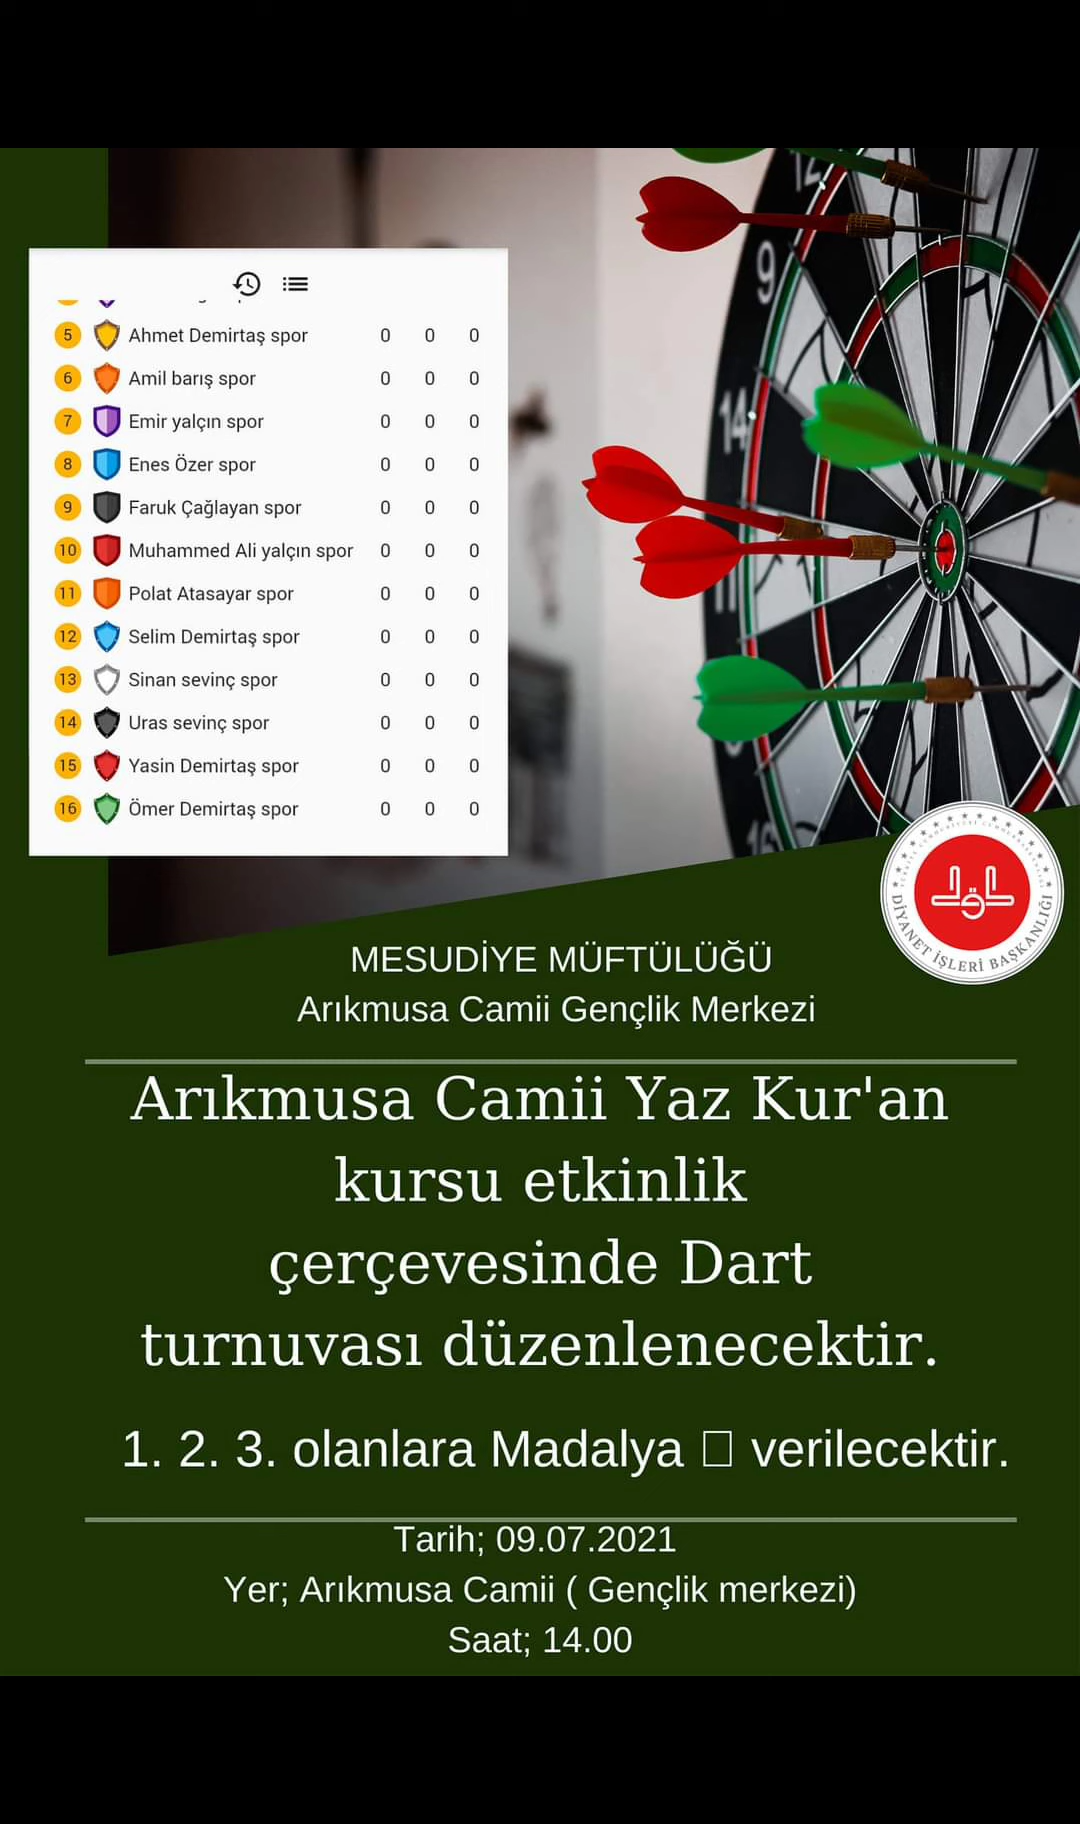 5 Ahmet Demirtaş spor 0 0 0
6 Amil barış spor 0 0 0
7 Emir yalçın spor 0 0 0
8 Enes Özer spor 0 0 0
9 Faruk Çağlayan spor 0 0 0
10 Muhammed Ali yalçın spor 0 0 0
11 Polat Atasayar spor 0 0 0
12 Selim Demirtaş spor 0 0 0
13 Sinan sevinç spor 0 0 0
14 Uras sevinç spor 0 0 0
15 Yasin Demirtaş spor 0 0 0
16 Ömer Demirtaş spor 0 0 0
12
9
14
11
16
DİYANET İŞLERİ BAŞKANLIĞI
MESUDİYE MÜFTÜLÜĞÜ
Arıkmusa Camii Gençlik Merkezi
Arıkmusa Camii Yaz Kur'an
kursu etkinlik
çerçevesinde Dart
turnuvası düzenlenecektir.
1. 2. 3. olanlara Madalya verilecektir.
Tarih; 09.07.2021
Yer; Arıkmusa Camii ( Gençlik merkezi)
Saat; 14.00